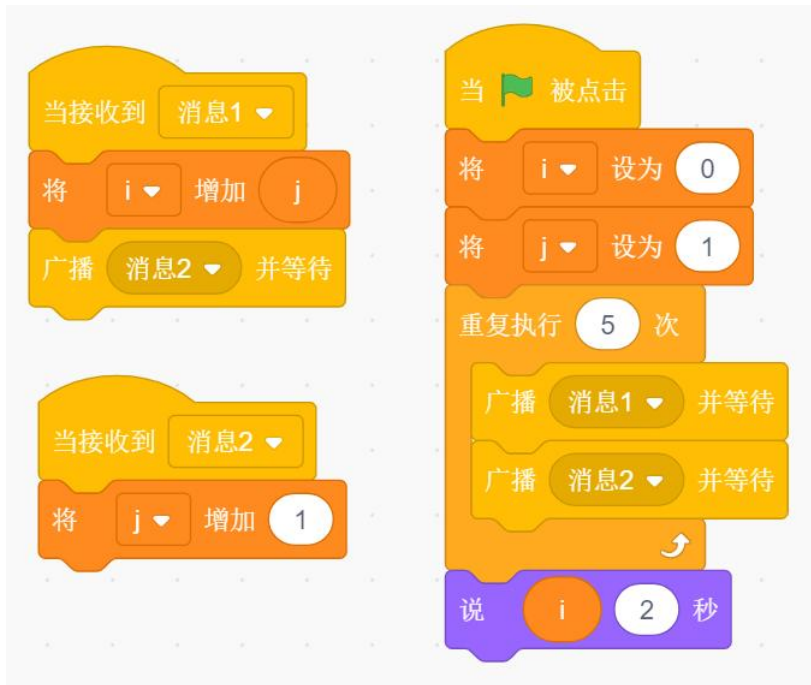 当接收到 消息1
将 i 增加 j
广播 消息2 并等待
当接收到 消息2
将 j 增加 1
当 被点击
将 i 设为 0
将 j 设为 1
重复执行 5 次
广播 消息1 并等待
广播 消息2 并等待
说 i 2 秒